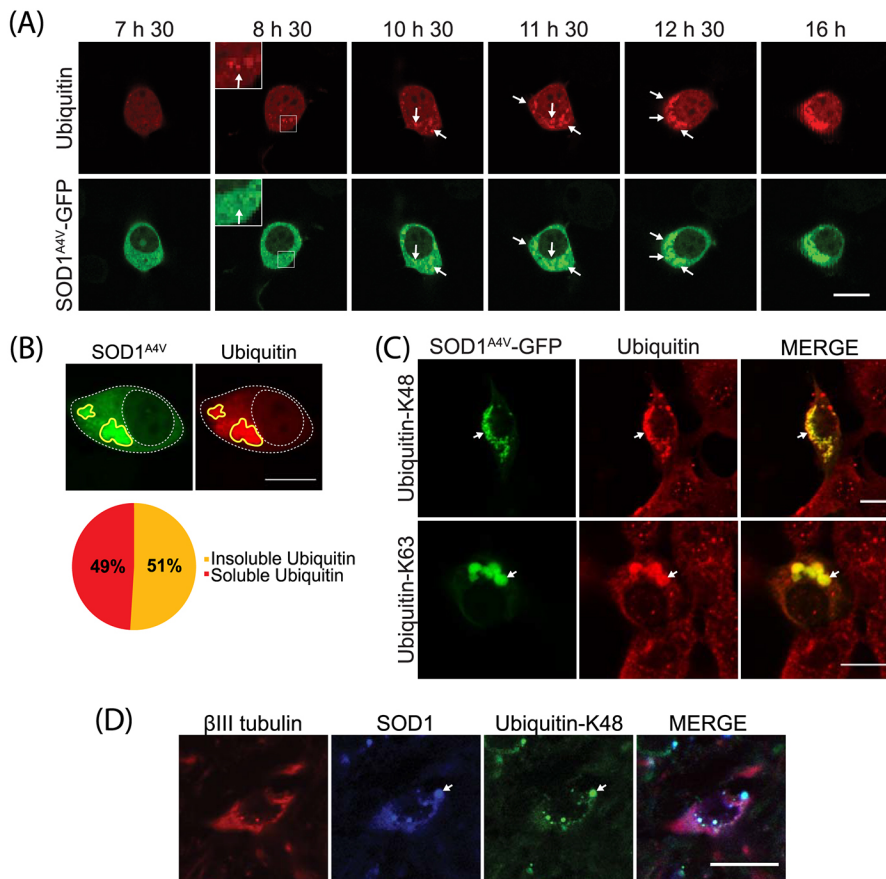 (A)
7 h 30 8 h 30 10 h 30 11 h 30 12 h 30 16 h
Ubiquitin
SOD1ᴬ⁴ⱽ-GFP
(B)
SOD1ᴬ⁴ⱽ Ubiquitin
49% 51%
Insoluble Ubiquitin
Soluble Ubiquitin
(C)
SOD1ᴬ⁴ⱽ-GFP Ubiquitin MERGE
Ubiquitin-K48
Ubiquitin-K63
(D)
βIII tubulin SOD1 Ubiquitin-K48 MERGE